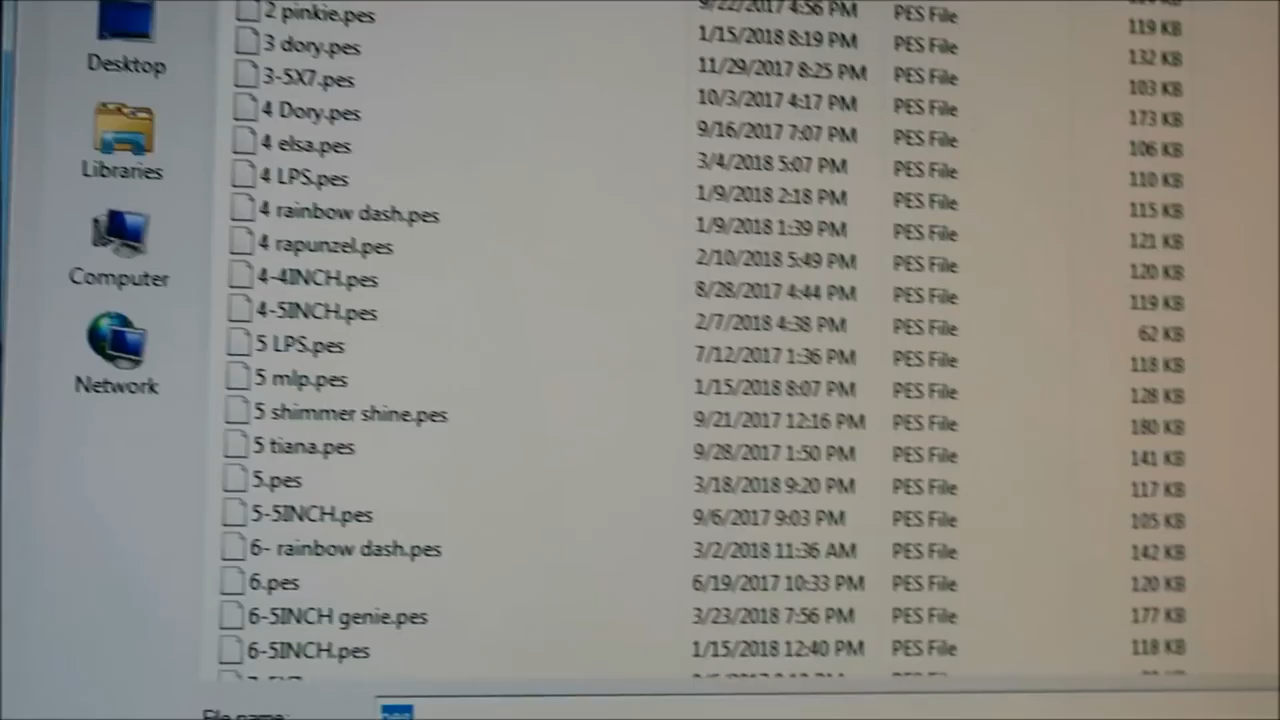 9/22/2017 4:56 PM PES File 119 KB
Desktop
Libraries
Computer
Network
2 pinkie.pes 1/15/2018 8:19 PM PES File 132 KB
3 dory.pes 11/29/2017 8:25 PM PES File 103 KB
3-5X7.pes 10/3/2017 4:17 PM PES File 173 KB
4 Dory.pes 9/16/2017 7:07 PM PES File 106 KB
4 elsa.pes 3/4/2018 5:07 PM PES File 110 KB
4 LPS.pes 1/9/2018 2:18 PM PES File 115 KB
4 rainbow dash.pes 1/9/2018 1:39 PM PES File 121 KB
4 rapunzel.pes 2/10/2018 5:49 PM PES File 120 KB
4-4INCH.pes 8/28/2017 4:44 PM PES File 119 KB
4-5INCH.pes 2/7/2018 4:38 PM PES File 62 KB
5 LPS.pes 7/12/2017 1:36 PM PES File 118 KB
5 mlp.pes 1/15/2018 8:07 PM PES File 128 KB
5 shimmer shine.pes 9/21/2017 12:16 PM PES File 180 KB
5 tiana.pes 9/28/2017 1:50 PM PES File 141 KB
5.pes 3/18/2018 9:20 PM PES File 117 KB
5-5INCH.pes 9/6/2017 9:03 PM PES File 105 KB
6- rainbow dash.pes 3/2/2018 11:36 AM PES File 142 KB
6.pes 6/19/2017 10:33 PM PES File 120 KB
6-5INCH genie.pes 3/23/2018 7:56 PM PES File 177 KB
6-5INCH.pes 1/15/2018 12:40 PM PES File 118 KB
File name: